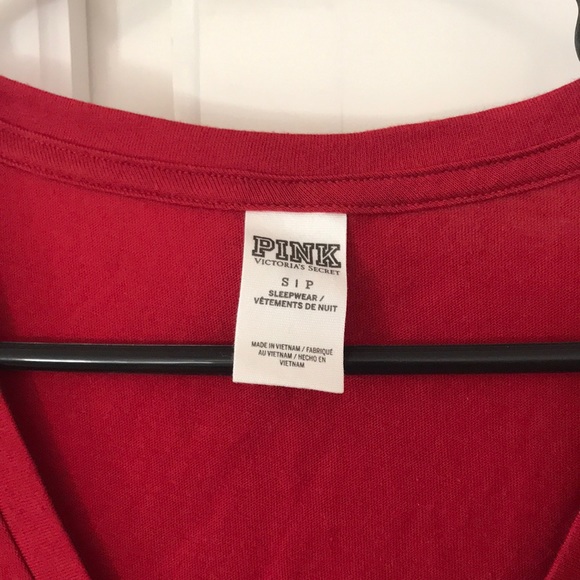 PINK
VICTORIA'S SECRET
S | P
SLEEPWEAR /
VÊTEMENTS DE NUIT
MADE IN VIETNAM / FABRIQUÉ
AU VIETNAM / HECHO EN
VIETNAM